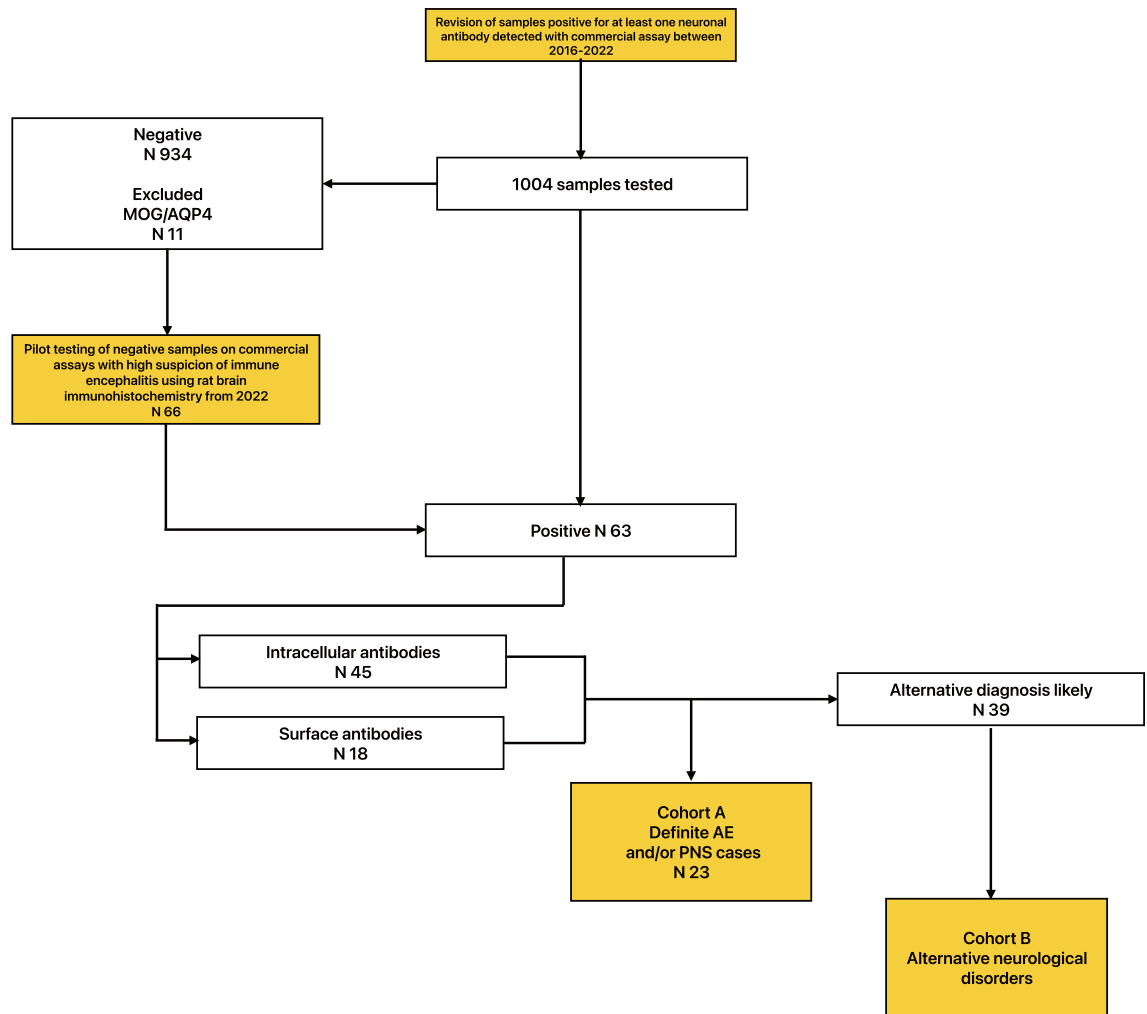 Revision of samples positive for at least one neuronal
antibody detected with commercial assay between
2016-2022
Negative
N 934
Excluded
MOG/AQP4
N 11
1004 samples tested
Pilot testing of negative samples on commercial
assays with high suspicion of immune
encephalitis using rat brain
immunohistochemistry from 2022
N 66
Positive N 63
Intracellular antibodies
N 45
Surface antibodies
N 18
Alternative diagnosis likely
N 39
Cohort A
Definite AE
and/or PNS cases
N 23
Cohort B
Alternative neurological
disorders